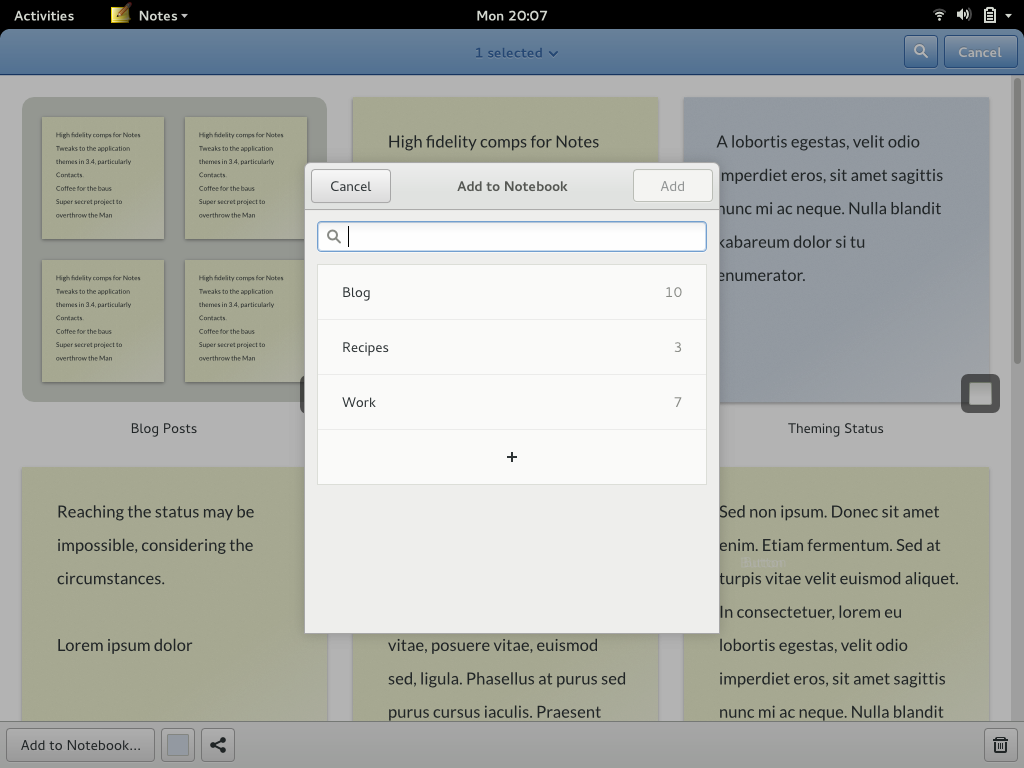 Activities
Notes
Mon 20:07
1 selected
Cancel
High fidelity comps for Notes
Tweaks to the application
themes in 3.4, particularly
Contacts.
Coffee for the baus
Super secret project to
overthrow the Man
High fidelity comps for Notes
Tweaks to the application
themes in 3.4, particularly
Contacts.
Coffee for the baus
Super secret project to
overthrow the Man
High fidelity comps for Notes
Tweaks to the application
themes in 3.4, particularly
Contacts.
Coffee for the baus
Super secret project to
overthrow the Man
High fidelity comps for Notes
Tweaks to the application
themes in 3.4, particularly
Contacts.
Coffee for the baus
Super secret project to
overthrow the Man
Blog Posts
High fidelity comps for Notes
A lobortis egestas, velit odio
imperdiet eros, sit amet sagittis
nunc mi ac neque. Nulla blandit
kabareum dolor si tu
enumerator.
Theming Status
Cancel
Add to Notebook
Add
Blog 10
Recipes 3
Work 7
+
Reaching the status may be
impossible, considering the
circumstances.
Lorem ipsum dolor
vitae, posuere vitae, euismod
sed, ligula. Phasellus at purus sed
purus cursus iaculis. Praesent
Sed non ipsum. Donec sit amet
enim. Etiam fermentum. Sed at
turpis vitae velit euismod aliquet.
In consectetuer, lorem eu
lobortis egestas, velit odio
imperdiet eros, sit amet sagittis
nunc mi ac neque. Nulla blandit
Add to Notebook...